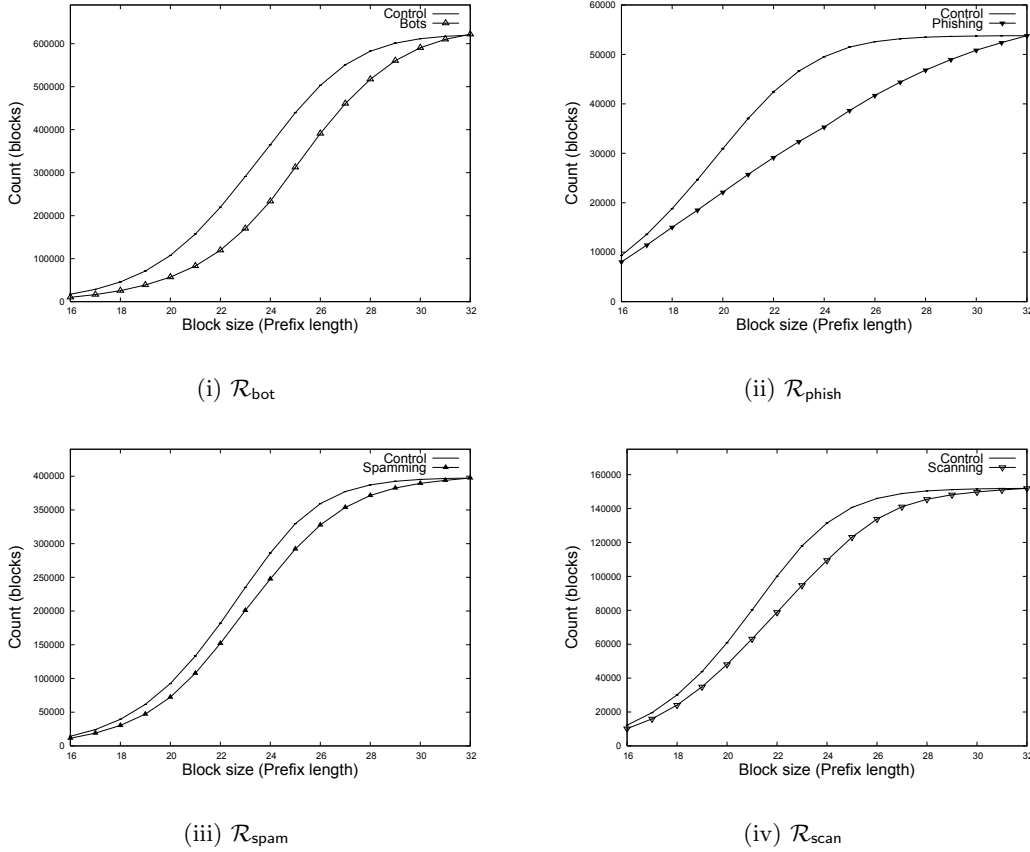 Control
Bots
600000
500000
400000
300000
200000
100000
0
Count (blocks)
16 18 20 22 24 26 28 30 32
Block size (Prefix length)
(i) R_bot
Control
Phishing
60000
50000
40000
30000
20000
10000
0
Count (blocks)
16 18 20 22 24 26 28 30 32
Block size (Prefix length)
(ii) R_phish
Control
Spamming
400000
350000
300000
250000
200000
150000
100000
50000
0
Count (blocks)
16 18 20 22 24 26 28 30 32
Block size (Prefix length)
(iii) R_spam
Control
Scanning
160000
140000
120000
100000
80000
60000
40000
20000
0
Count (blocks)
16 18 20 22 24 26 28 30 32
Block size (Prefix length)
(iv) R_scan